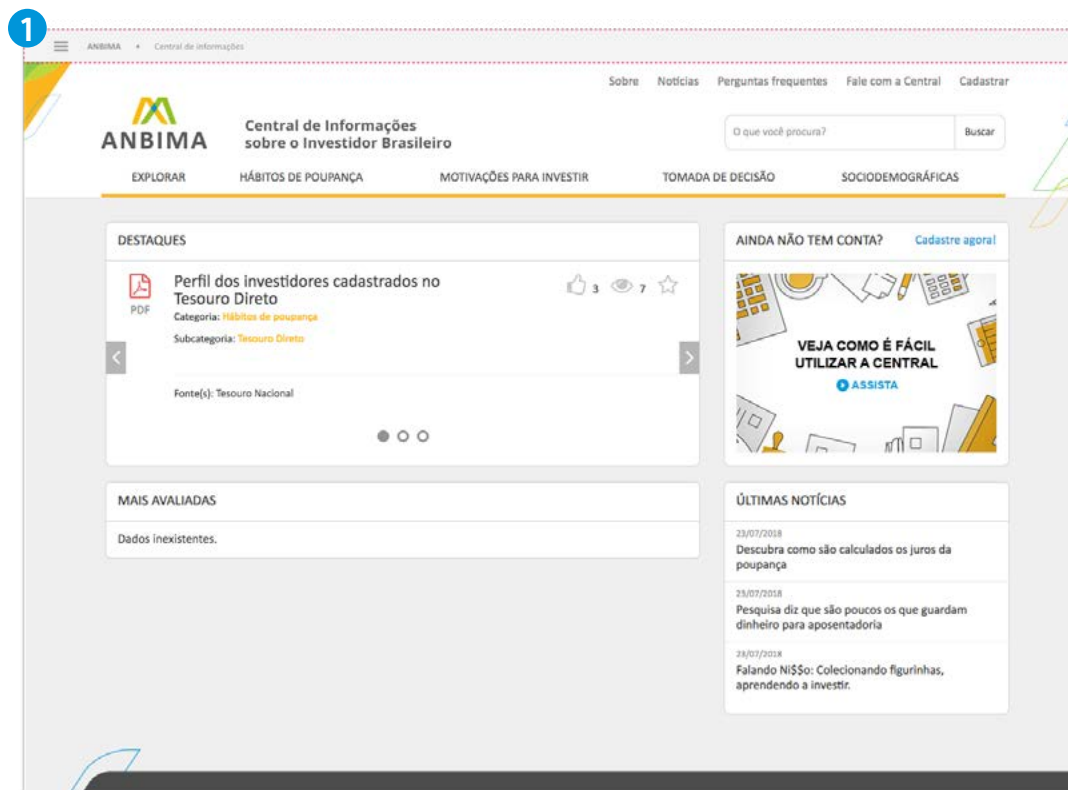 1
ANBIMA • Central de informações
Sobre Notícias Perguntas frequentes Fale com a Central Cadastrar
ANBIMA
Central de Informações
sobre o Investidor Brasileiro
O que você procura? Buscar
EXPLORAR HÁBITOS DE POUPANÇA MOTIVAÇÕES PARA INVESTIR TOMADA DE DECISÃO SOCIODEMOGRÁFICAS
DESTAQUES
PDF
Perfil dos investidores cadastrados no
Tesouro Direto
3 7
Categoria: Hábitos de poupança
Subcategoria: Tesouro Direto
Fonte(s): Tesouro Nacional
AINDA NÃO TEM CONTA? Cadastre agora!
VEJA COMO É FÁCIL
UTILIZAR A CENTRAL
ASSISTA
MAIS AVALIADAS
Dados inexistentes.
ÚLTIMAS NOTÍCIAS
23/07/2018
Descubra como são calculados os juros da
poupança
23/07/2018
Pesquisa diz que são poucos os que guardam
dinheiro para aposentadoria
23/07/2018
Falando Ni$$o: Colecionando figurinhas,
aprendendo a investir.